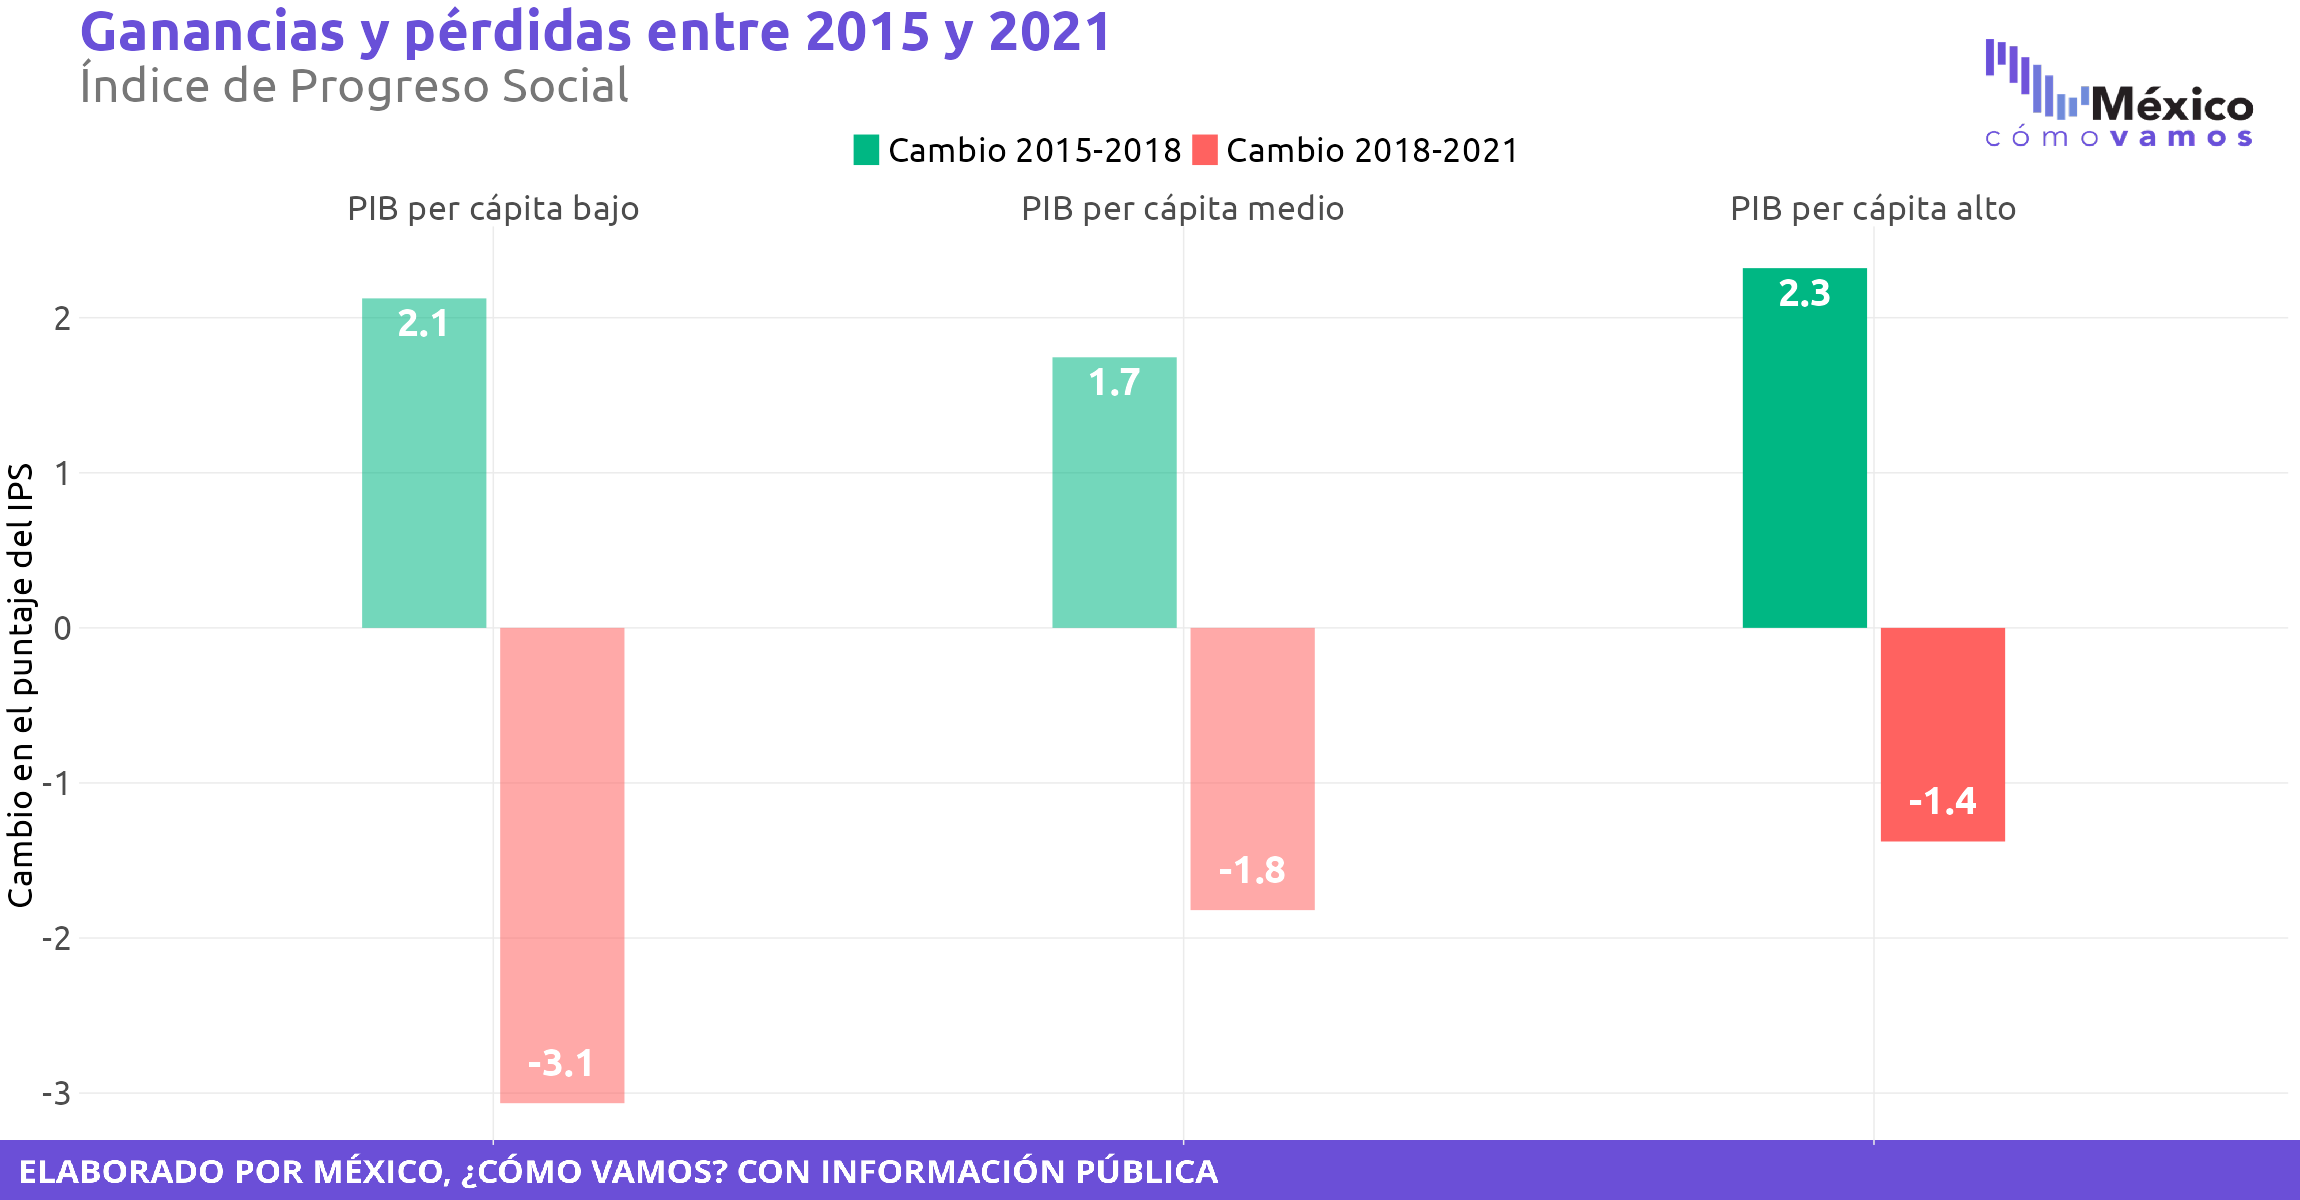 Ganancias y pérdidas entre 2015 y 2021
Índice de Progreso Social
México
cómovamos
Cambio 2015-2018 Cambio 2018-2021
PIB per cápita bajo PIB per cápita medio PIB per cápita alto
Cambio en el puntaje del IPS
2
1
0
-1
-2
-3
2.1
-3.1
1.7
-1.8
2.3
-1.4
ELABORADO POR MÉXICO, ¿CÓMO VAMOS? CON INFORMACIÓN PÚBLICA